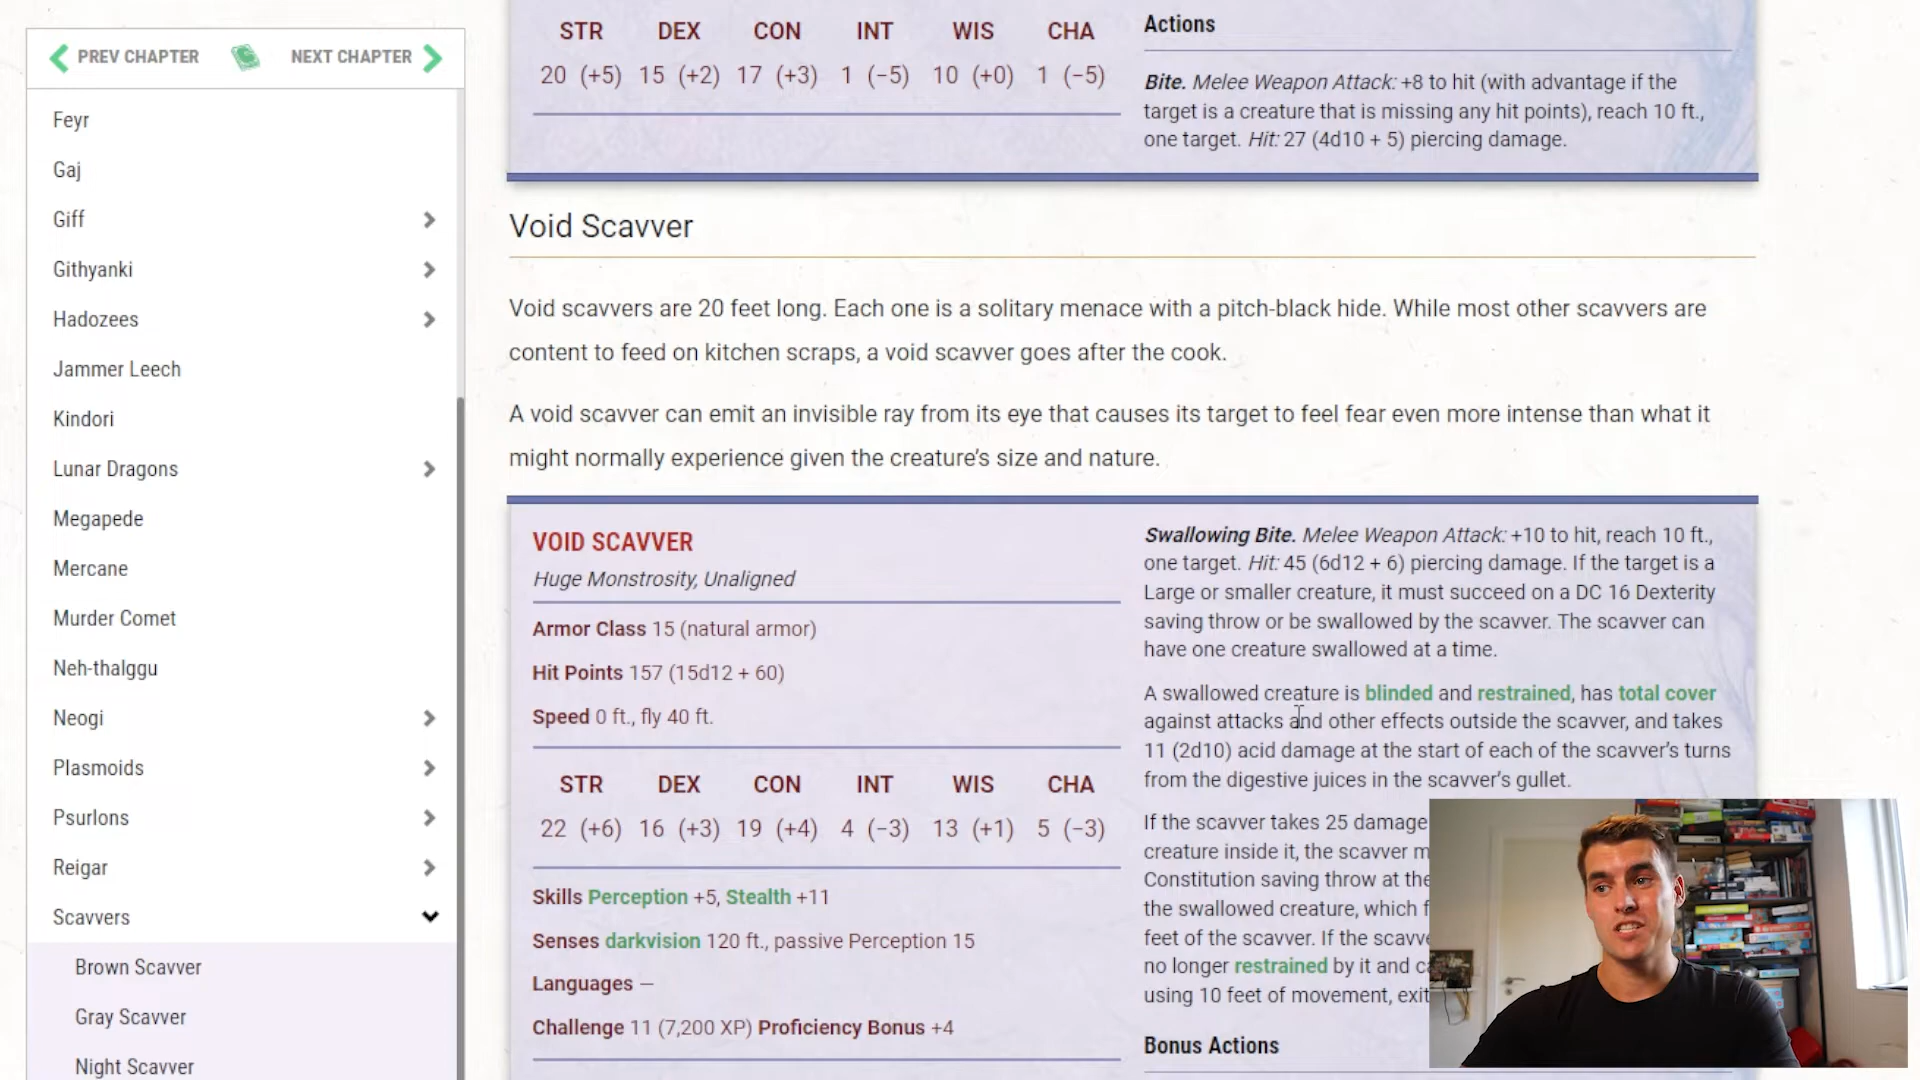 PREV CHAPTER
NEXT CHAPTER
Feyr
Gaj
Giff
Githyanki
Hadozees
Jammer Leech
Kindori
Lunar Dragons
Megapede
Mercane
Murder Comet
Neh-thalggu
Neogi
Plasmoids
Psurlons
Reigar
Scavvers
Brown Scavver
Gray Scavver
Night Scavver
STR DEX CON INT WIS CHA
20 (+5) 15 (+2) 17 (+3) 1 (−5) 10 (+0) 1 (−5)
Actions
Bite. Melee Weapon Attack: +8 to hit (with advantage if the
target is a creature that is missing any hit points), reach 10 ft.,
one target. Hit: 27 (4d10 + 5) piercing damage.
Void Scavver
Void scavvers are 20 feet long. Each one is a solitary menace with a pitch-black hide. While most other scavvers are
content to feed on kitchen scraps, a void scavver goes after the cook.
A void scavver can emit an invisible ray from its eye that causes its target to feel fear even more intense than what it
might normally experience given the creature’s size and nature.
VOID SCAVVER
Huge Monstrosity, Unaligned
Armor Class 15 (natural armor)
Hit Points 157 (15d12 + 60)
Speed 0 ft., fly 40 ft.
STR DEX CON INT WIS CHA
22 (+6) 16 (+3) 19 (+4) 4 (−3) 13 (+1) 5 (−3)
Skills Perception +5, Stealth +11
Senses darkvision 120 ft., passive Perception 15
Languages —
Challenge 11 (7,200 XP) Proficiency Bonus +4
Swallowing Bite. Melee Weapon Attack: +10 to hit, reach 10 ft.,
one target. Hit: 45 (6d12 + 6) piercing damage. If the target is a
Large or smaller creature, it must succeed on a DC 16 Dexterity
saving throw or be swallowed by the scavver. The scavver can
have one creature swallowed at a time.
A swallowed creature is blinded and restrained, has total cover
against attacks and other effects outside the scavver, and takes
11 (2d10) acid damage at the start of each of the scavver’s turns
from the digestive juices in the scavver’s gullet.
If the scavver takes 25 damage
creature inside it, the scavver m
Constitution saving throw at the
the swallowed creature, which f
feet of the scavver. If the scavve
no longer restrained by it and c
using 10 feet of movement, exit
Bonus Actions